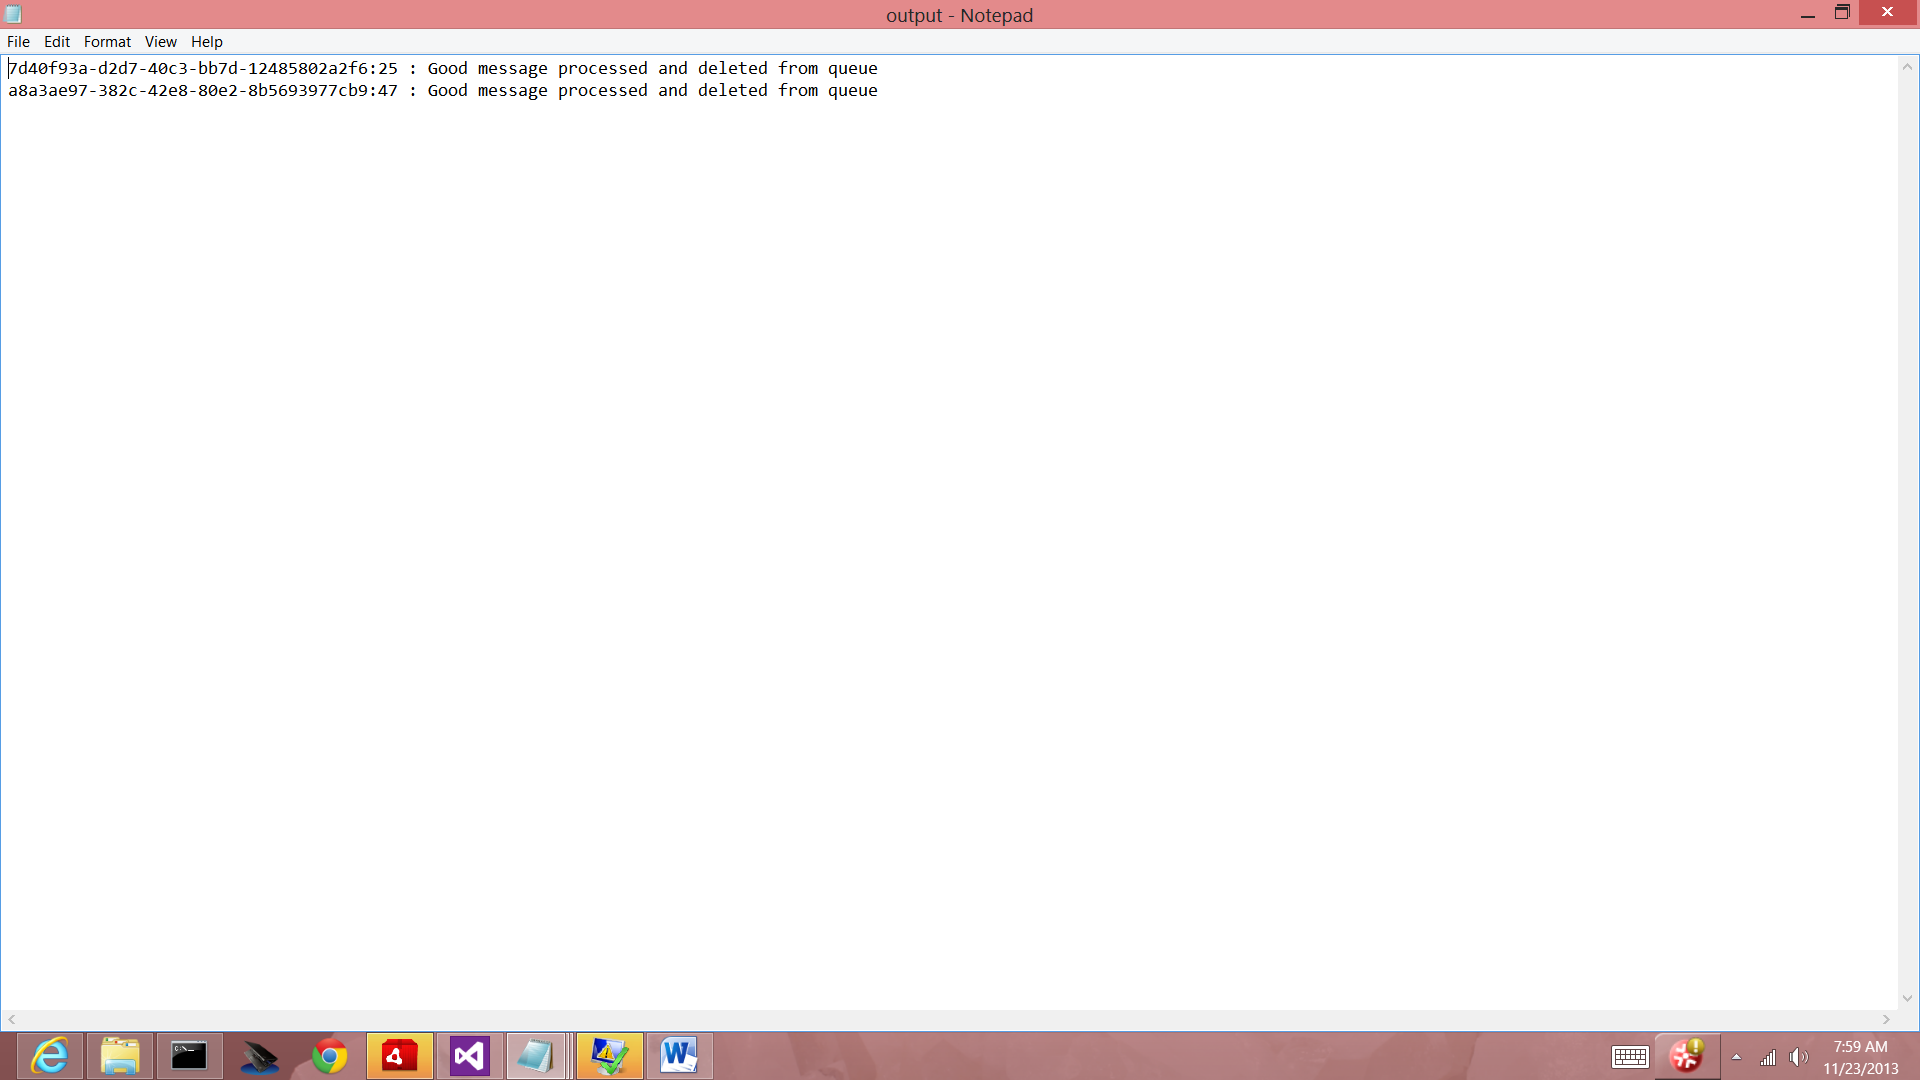 output - Notepad
File Edit Format View Help
7d40f93a-d2d7-40c3-bb7d-12485802a2f6:25 : Good message processed and deleted from queue
a8a3ae97-382c-42e8-80e2-8b5693977cb9:47 : Good message processed and deleted from queue
7:59 AM
11/23/2013